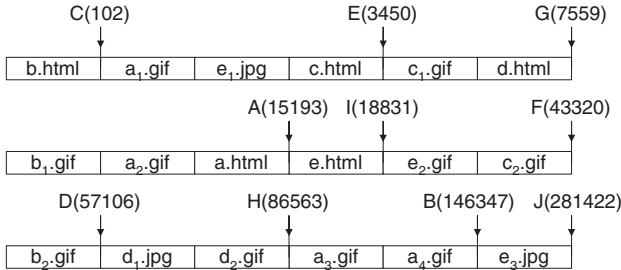 C(102) E(3450) G(7559)
b.html a₁.gif e₁.jpg c.html c₁.gif d.html
A(15193) I(18831) F(43320)
b₁.gif a₂.gif a.html e.html e₂.gif c₂.gif
D(57106) H(86563) B(146347) J(281422)
b₂.gif d₁.jpg d₂.gif a₃.gif a₄.gif e₃.jpg